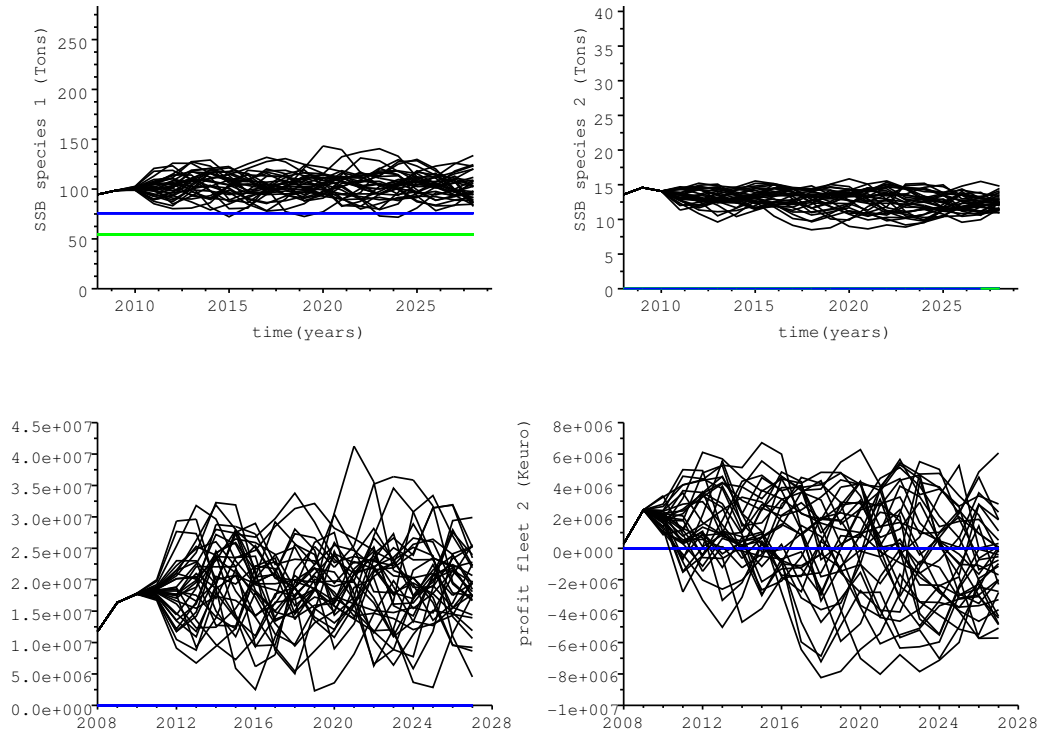 SSB species 1 (Tons)
250
200
150
100
50
0
2010 2015 2020 2025
time(years)
SSB species 2 (Tons)
40
35
30
25
20
15
10
5
0
2010 2015 2020 2025
time(years)
4.5e+007
4.0e+007
3.5e+007
3.0e+007
2.5e+007
2.0e+007
1.5e+007
1.0e+007
5.0e+006
0.0e+000
2008 2012 2016 2020 2024 2028
profit fleet 2 (Keuro)
8e+006
6e+006
4e+006
2e+006
0e+000
-2e+006
-4e+006
-6e+006
-8e+006
-1e+007
2008 2012 2016 2020 2024 2028